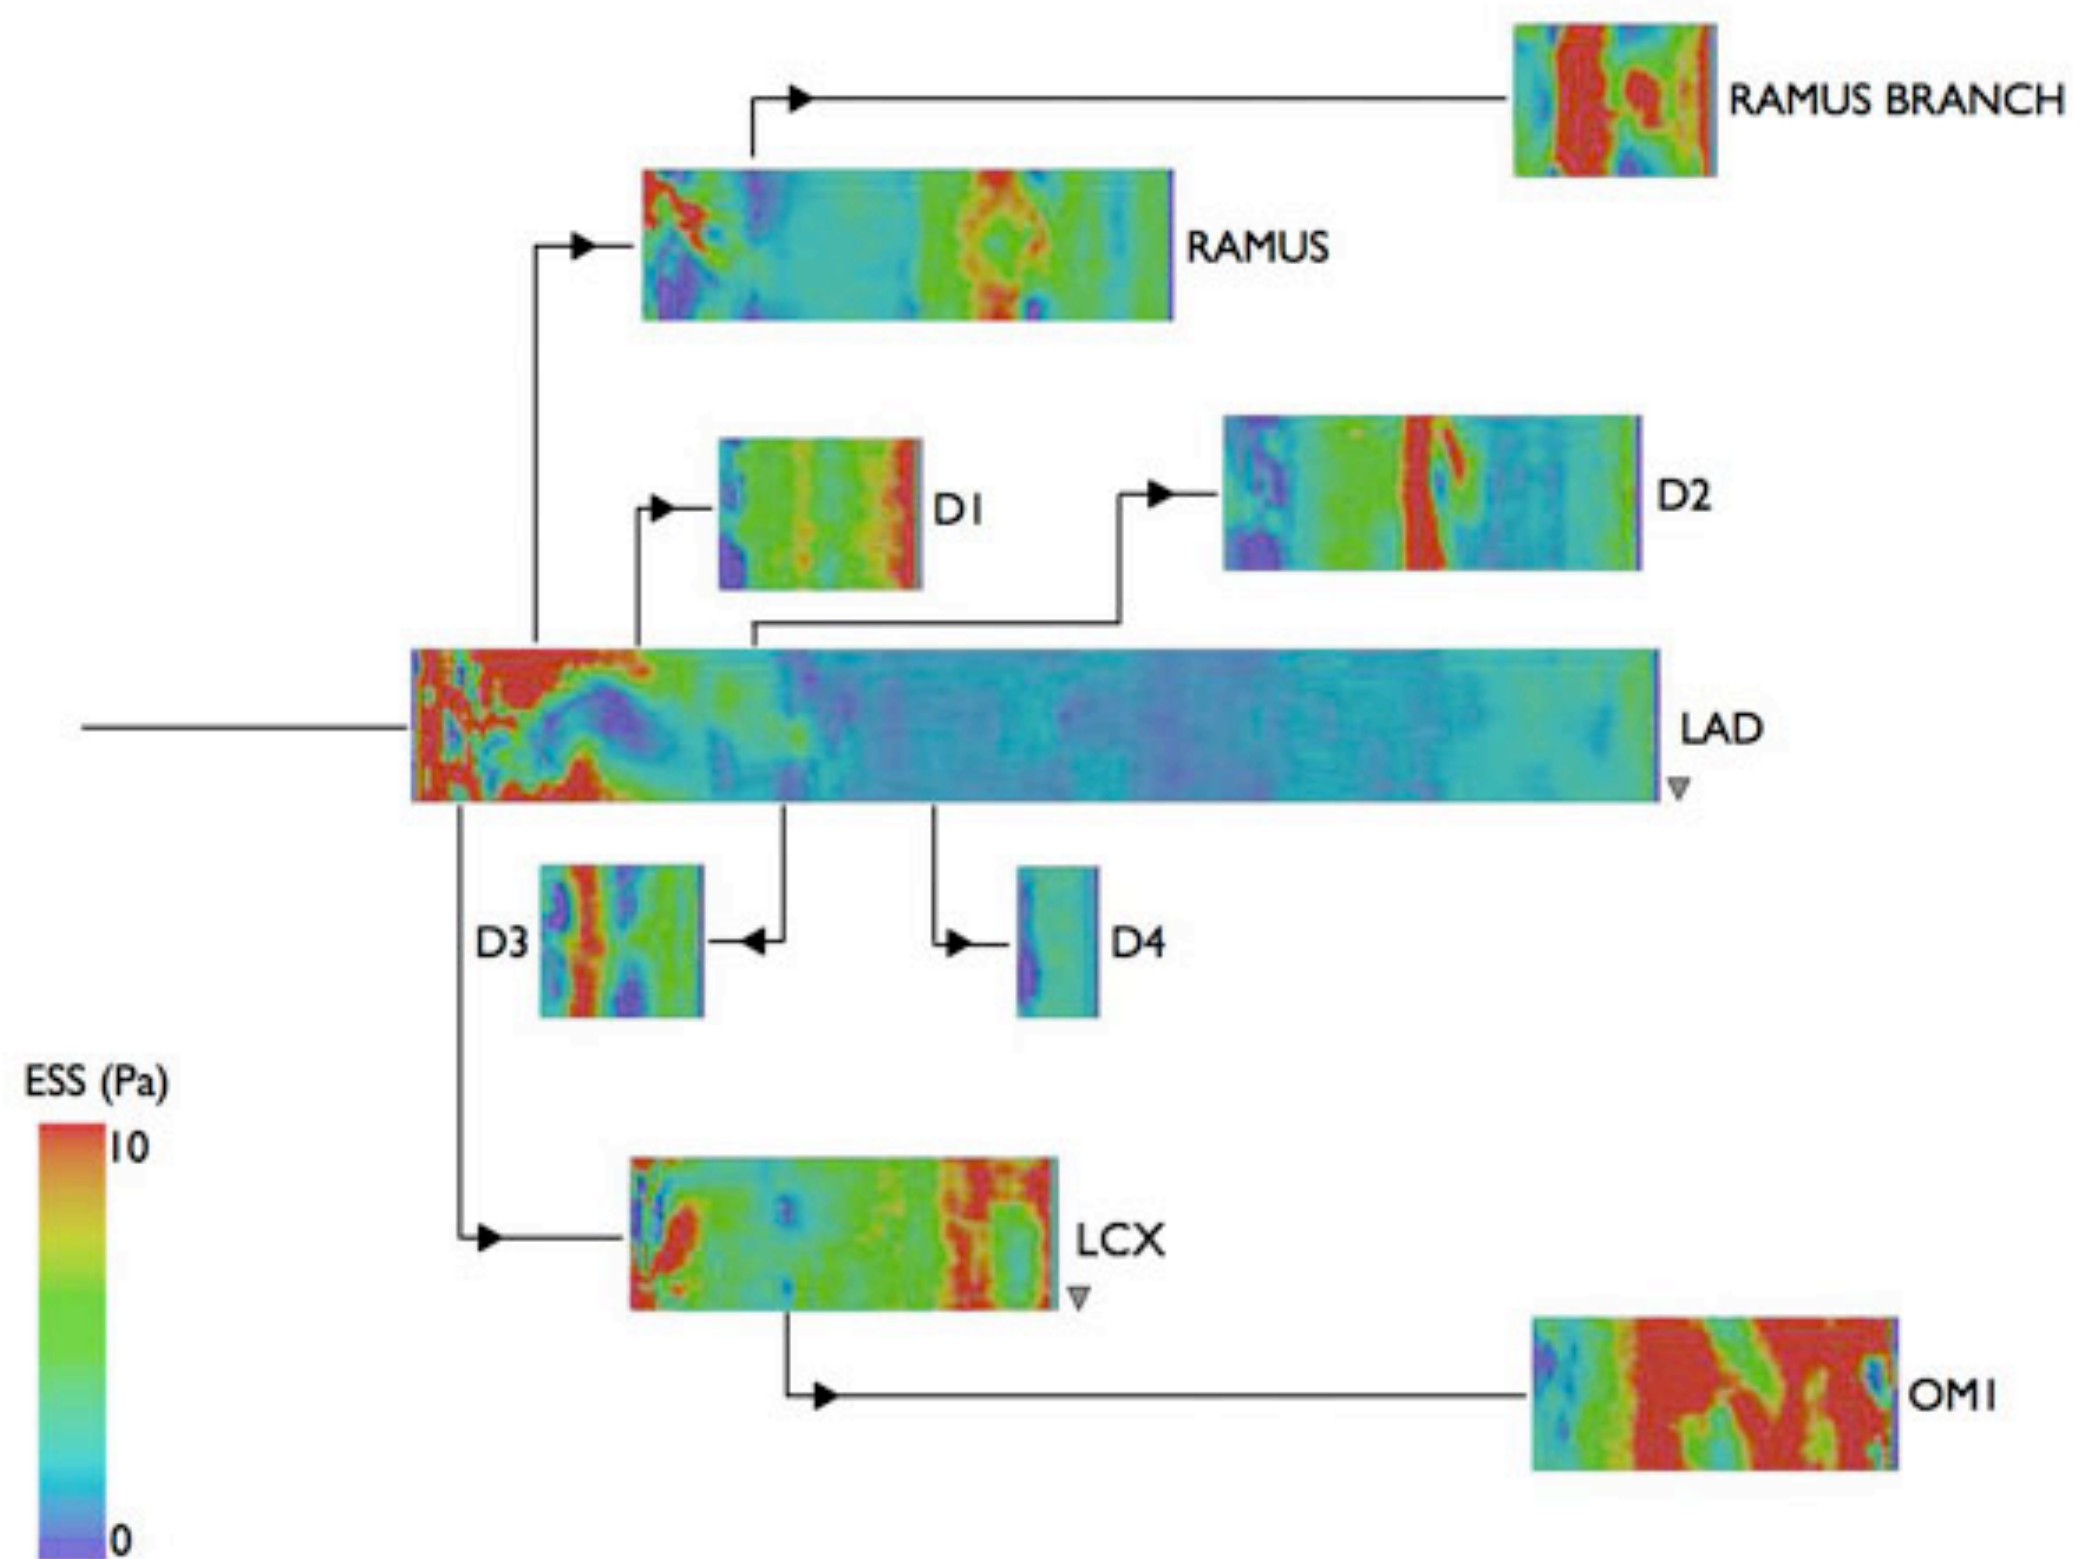 RAMUS BRANCH
RAMUS
D1
D2
LAD
D3
D4
ESS (Pa)
10
0
LCX
OM1